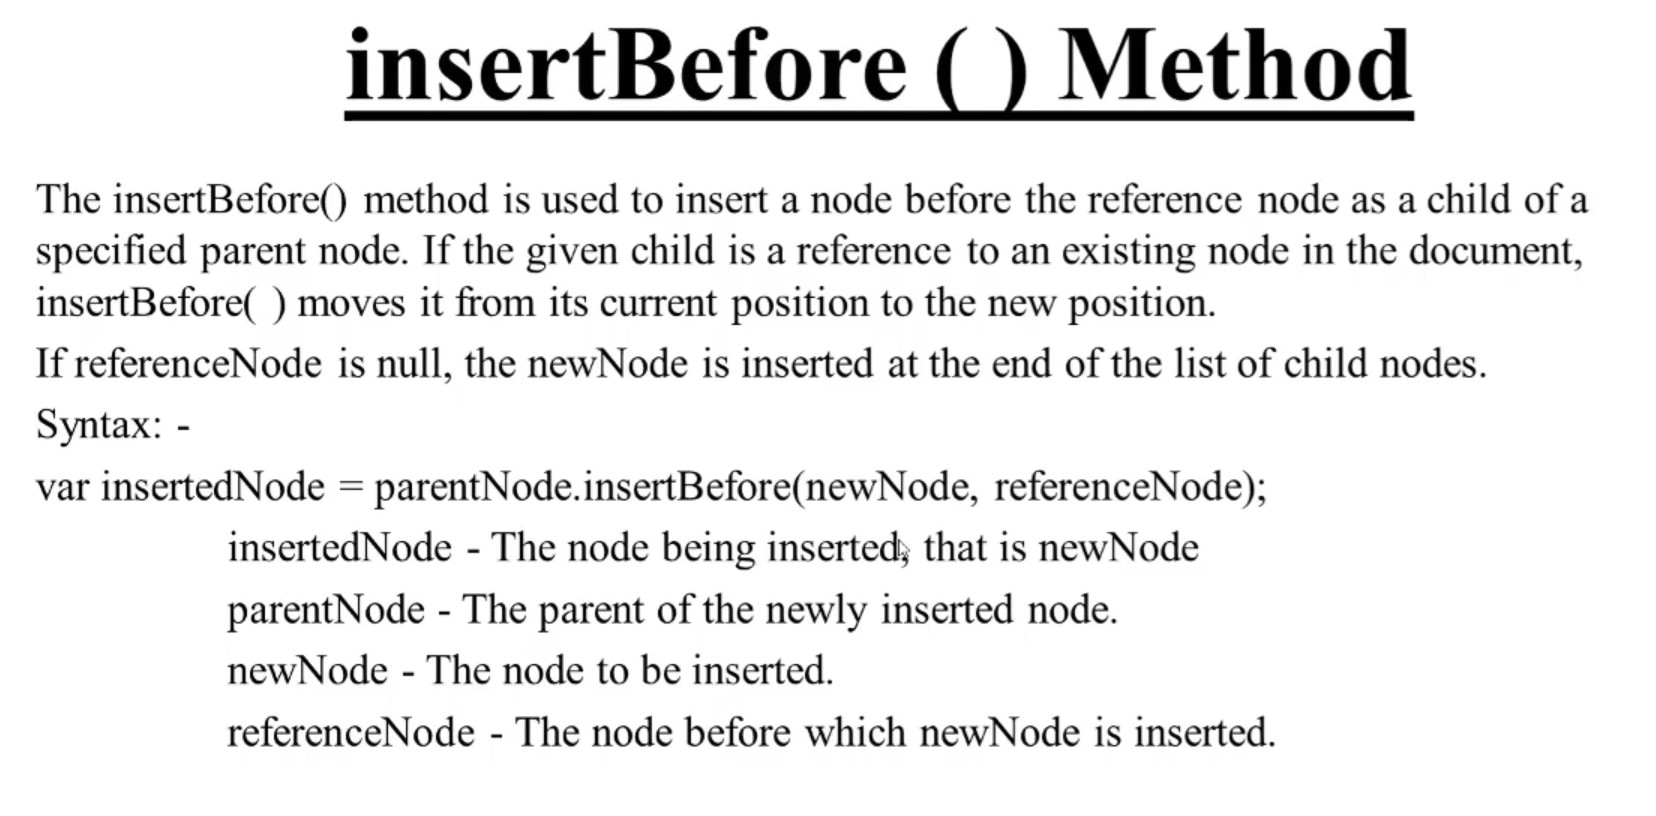 insertBefore ( ) Method
The insertBefore() method is used to insert a node before the reference node as a child of a
specified parent node. If the given child is a reference to an existing node in the document,
insertBefore( ) moves it from its current position to the new position.
If referenceNode is null, the newNode is inserted at the end of the list of child nodes.
Syntax: -
var insertedNode = parentNode.insertBefore(newNode, referenceNode);
insertedNode - The node being inserted, that is newNode
parentNode - The parent of the newly inserted node.
newNode - The node to be inserted.
referenceNode - The node before which newNode is inserted.